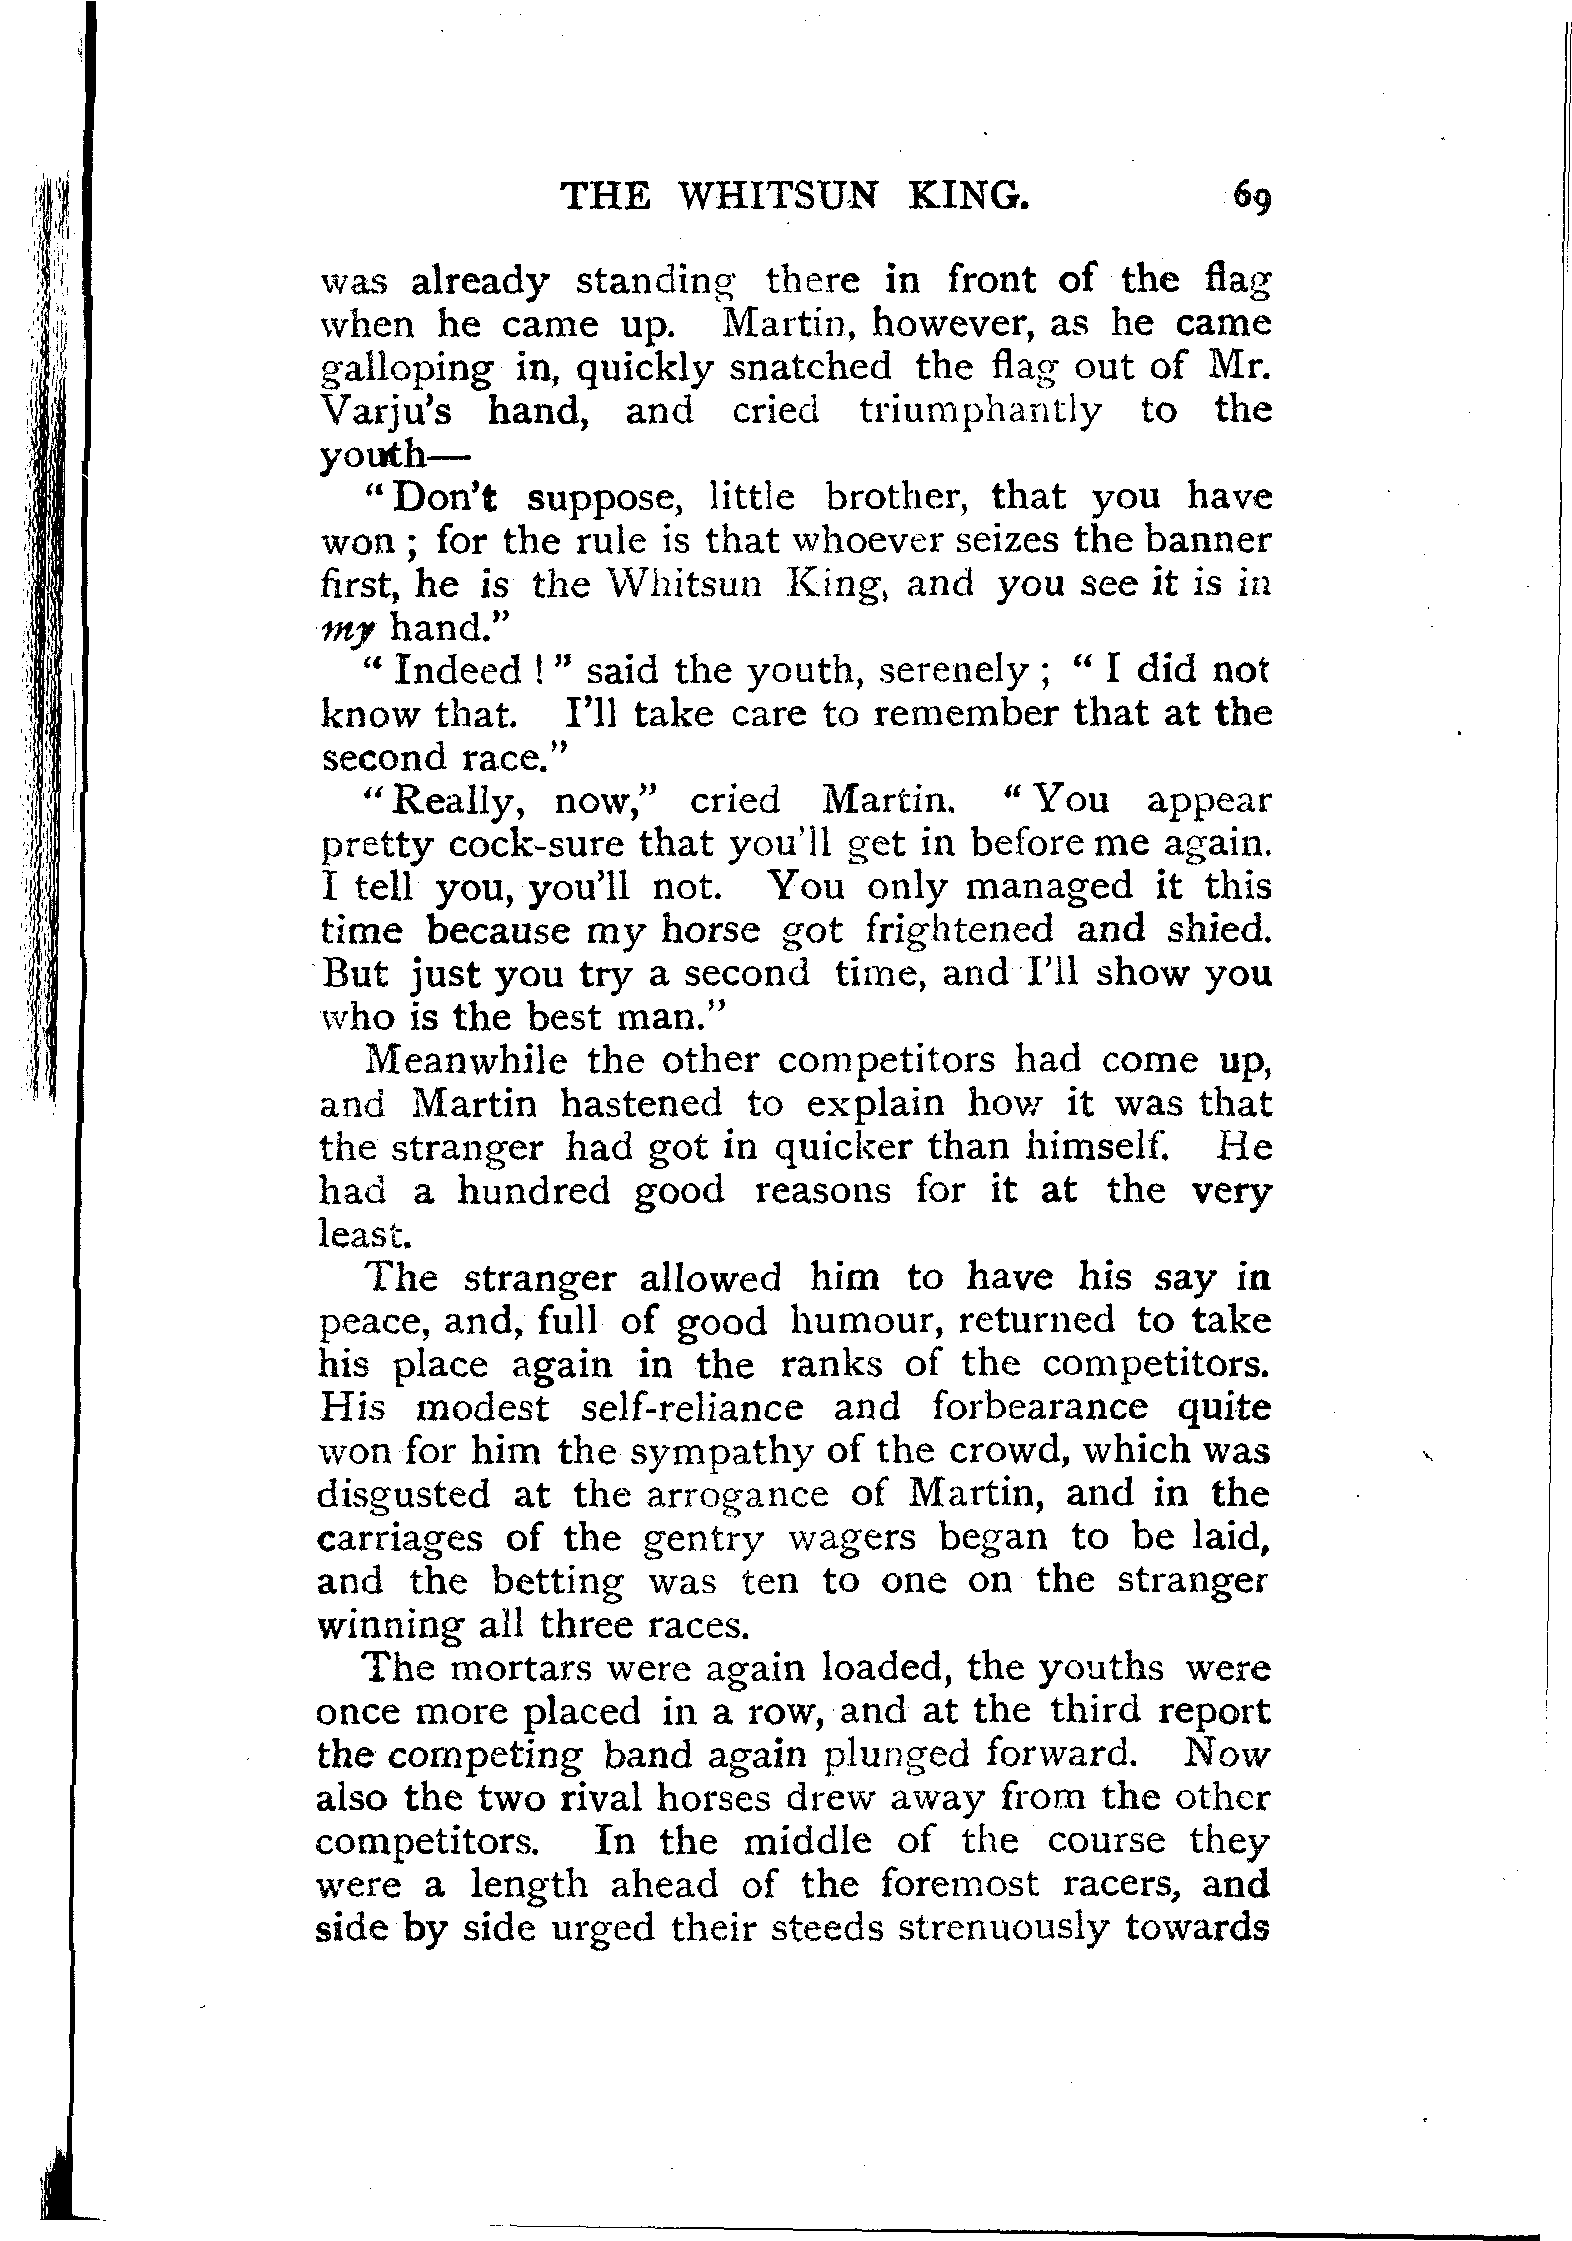 THE WHITSUN KING. 69
was already standing there in front of the flag
when he came up. Martin, however, as he came
galloping in, quickly snatched the flag out of Mr.
Varju's hand, and cried triumphantly to the
youth—
"Don't suppose, little brother, that you have
won ; for the rule is that whoever seizes the banner
first, he is the Whitsun King, and you see it is in
my hand."
" Indeed ! " said the youth, serenely ; " I did not
know that. I'll take care to remember that at the
second race."
"Really, now," cried Martin. "You appear
pretty cock-sure that you'll get in before me again.
I tell you, you'll not. You only managed it this
time because my horse got frightened and shied.
But just you try a second time, and I'll show you
who is the best man."
Meanwhile the other competitors had come up,
and Martin hastened to explain how it was that
the stranger had got in quicker than himself. He
had a hundred good reasons for it at the very
least.
The stranger allowed him to have his say in
peace, and, full of good humour, returned to take
his place again in the ranks of the competitors.
His modest self-reliance and forbearance quite
won for him the sympathy of the crowd, which was
disgusted at the arrogance of Martin, and in the
carriages of the gentry wagers began to be laid,
and the betting was ten to one on the stranger
winning all three races.
The mortars were again loaded, the youths were
once more placed in a row, and at the third report
the competing band again plunged forward. Now
also the two rival horses drew away from the other
competitors. In the middle of the course they
were a length ahead of the foremost racers, and
side by side urged their steeds strenuously towards